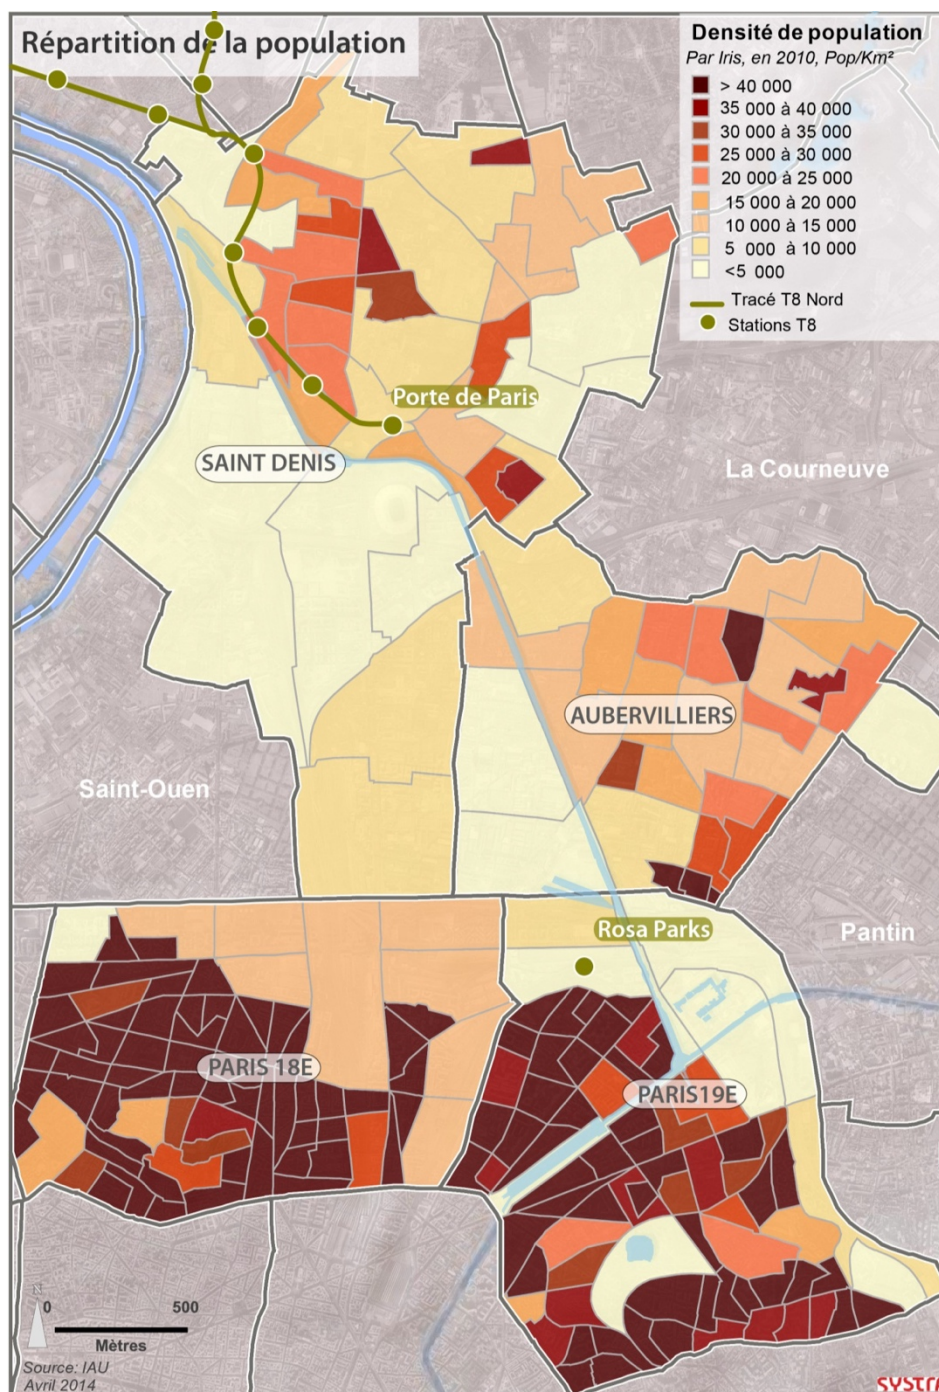 Répartition de la population
Densité de population
Par Iris, en 2010, Pop/Km²
> 40 000
35 000 à 40 000
30 000 à 35 000
25 000 à 30 000
20 000 à 25 000
15 000 à 20 000
10 000 à 15 000
5 000 à 10 000
<5 000
Tracé T8 Nord
Stations T8
Porte de Paris
SAINT DENIS
La Courneuve
AUBERVILLIERS
Saint-Ouen
Rosa Parks
Pantin
PARIS 18E
PARIS19E
N
0 500
Mètres
Source: IAU
Avril 2014